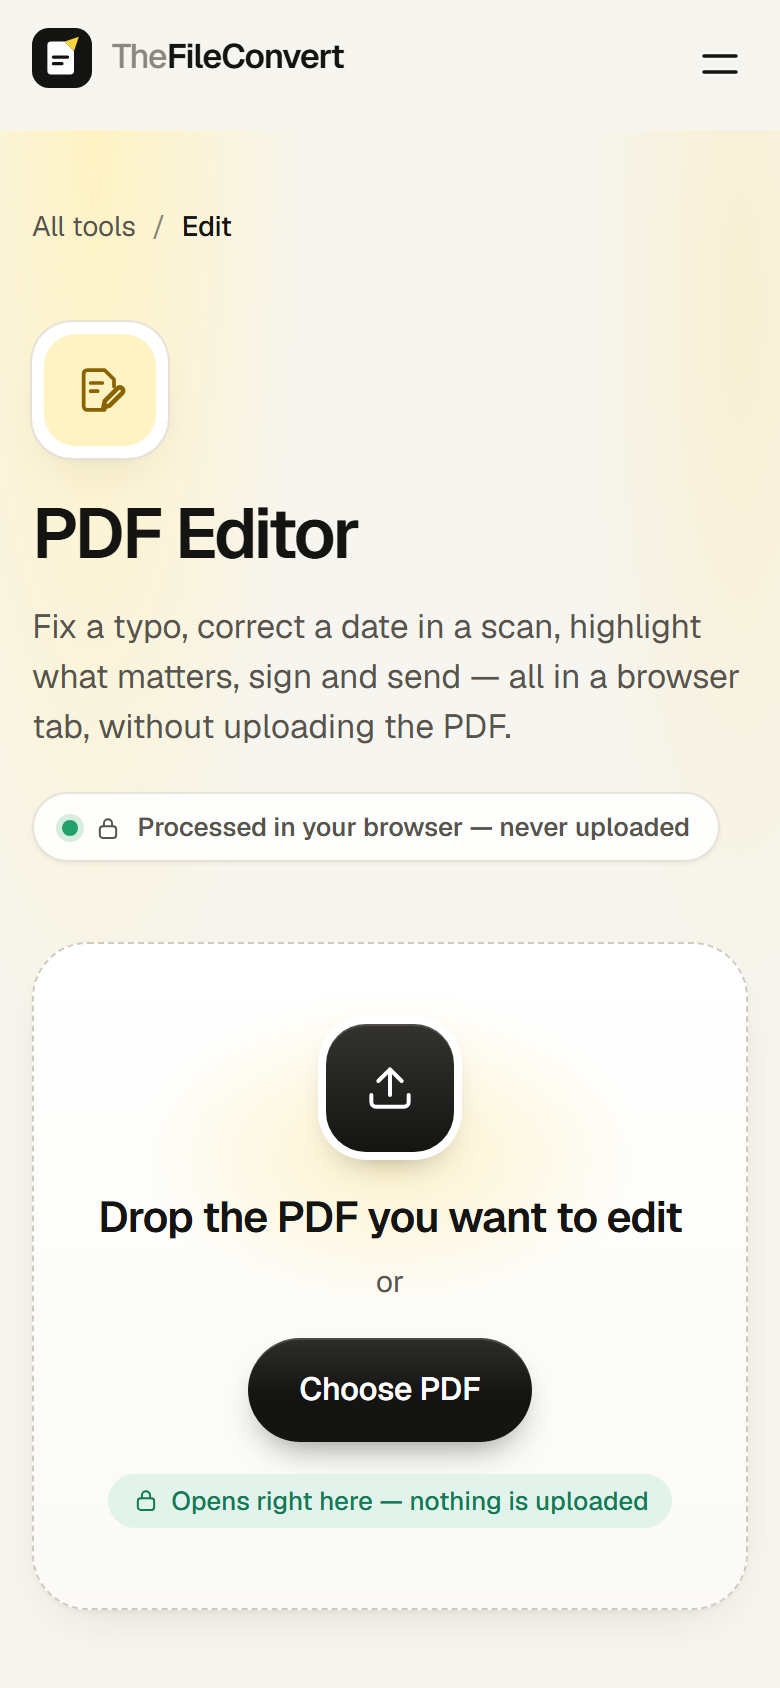 TheFileConvert
All tools / Edit
PDF Editor
Fix a typo, correct a date in a scan, highlight
what matters, sign and send — all in a browser
tab, without uploading the PDF.
Processed in your browser — never uploaded
Drop the PDF you want to edit
or
Choose PDF
Opens right here — nothing is uploaded